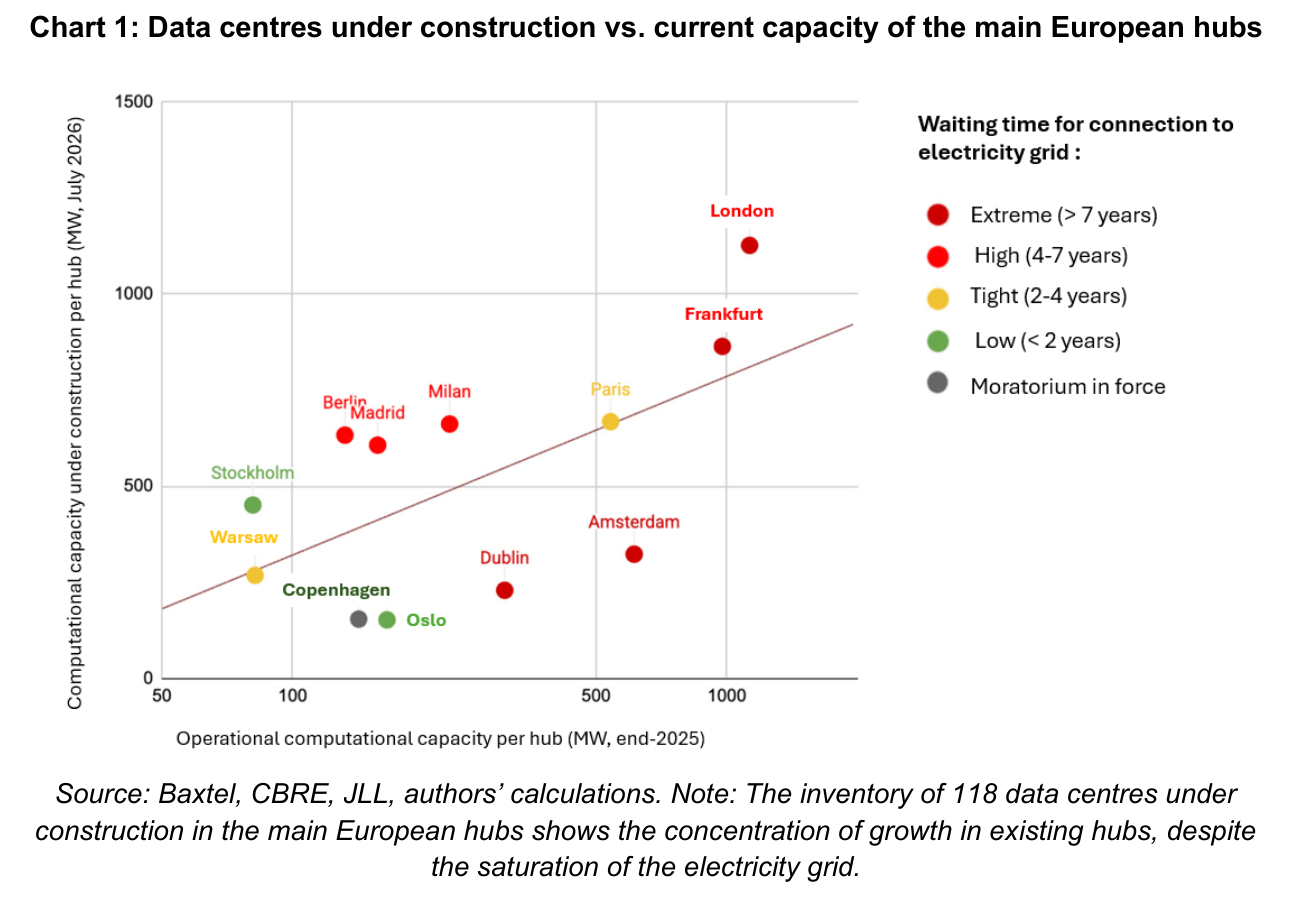 Chart 1: Data centres under construction vs. current capacity of the main European hubs
Computational capacity under construction per hub (MW, July 2026)
1500
1000
500
0
London
Frankfurt
Paris
Milan
Berlin
Madrid
Stockholm
Amsterdam
Warsaw
Dublin
Copenhagen
Oslo
50
100
500
1000
Operational computational capacity per hub (MW, end-2025)
Waiting time for connection to
electricity grid :
Extreme (> 7 years)
High (4-7 years)
Tight (2-4 years)
Low (< 2 years)
Moratorium in force
Source: Baxtel, CBRE, JLL, authors’ calculations. Note: The inventory of 118 data centres under
construction in the main European hubs shows the concentration of growth in existing hubs, despite
the saturation of the electricity grid.